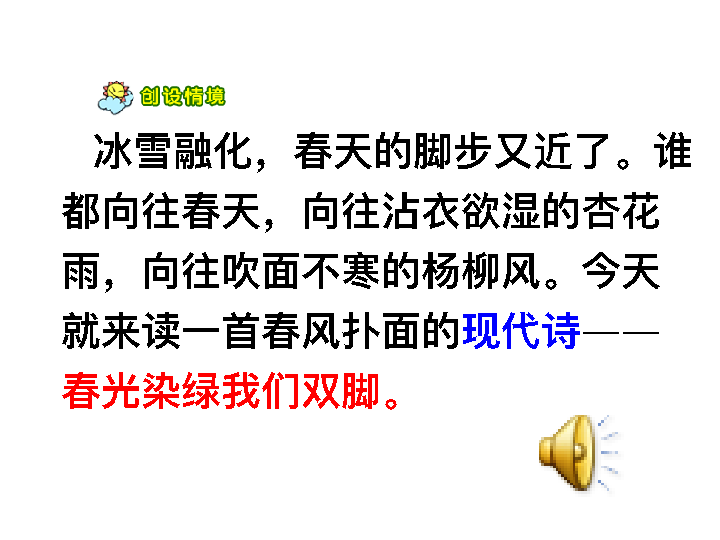 创设情境
冰雪融化，春天的脚步又近了。谁
都向往春天，向往沾衣欲湿的杏花
雨，向往吹面不寒的杨柳风。今天
就来读一首春风扑面的现代诗——
春光染绿我们双脚。